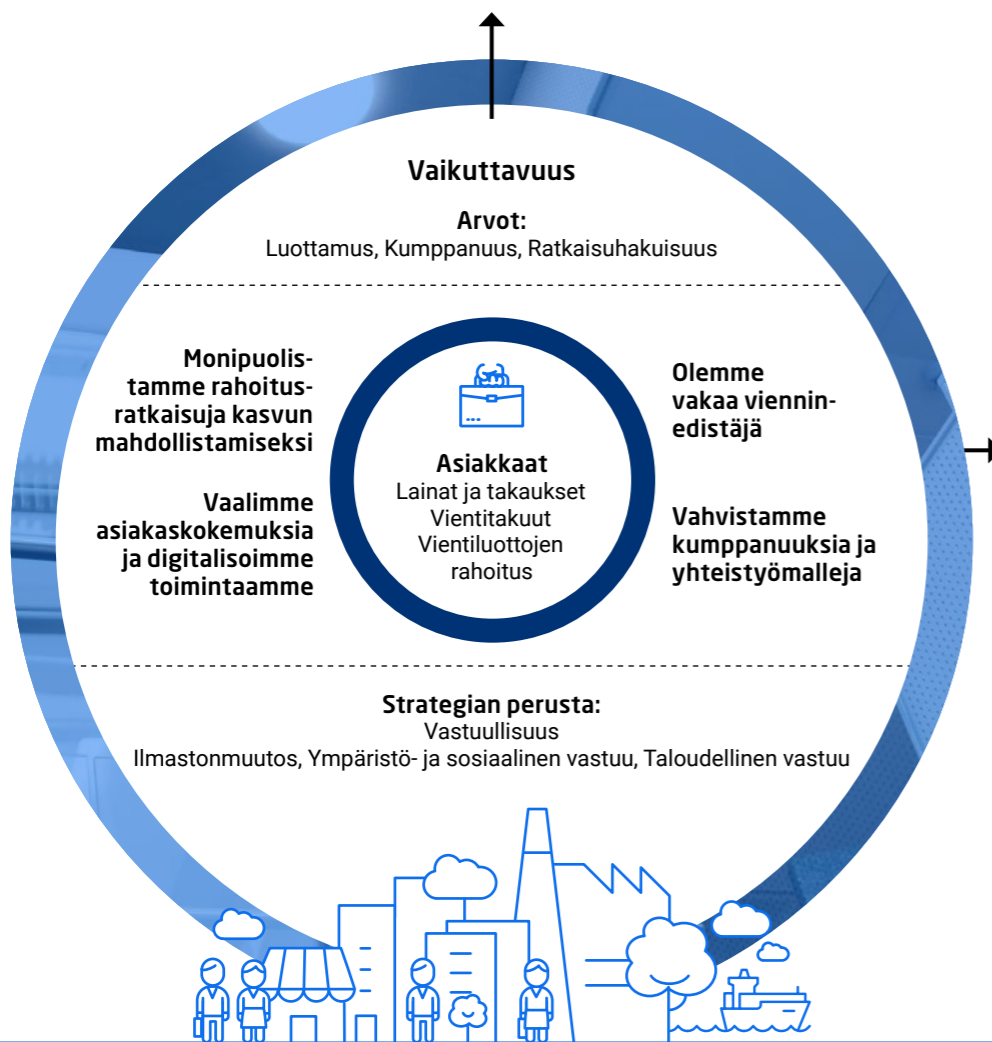 Vaikuttavuus
Arvot:
Luottamus, Kumppanuus, Ratkaisuhakuisuus
Monipuolis-
tamme rahoitus-
ratkaisuja kasvun
mahdollistamiseksi
Vaalimme
asiakaskokemuksia
ja digitalisoimme
toimintaamme
Asiakkaat
Lainat ja takaukset
Vientitakuut
Vientiluottojen
rahoitus
Olemme
vakaa viennin-
edistäjä
Vahvistamme
kumppanuuksia ja
yhteistyömalleja
Strategian perusta:
Vastuullisuus
Ilmastonmuutos, Ympäristö- ja sosiaalinen vastuu, Taloudellinen vastuu